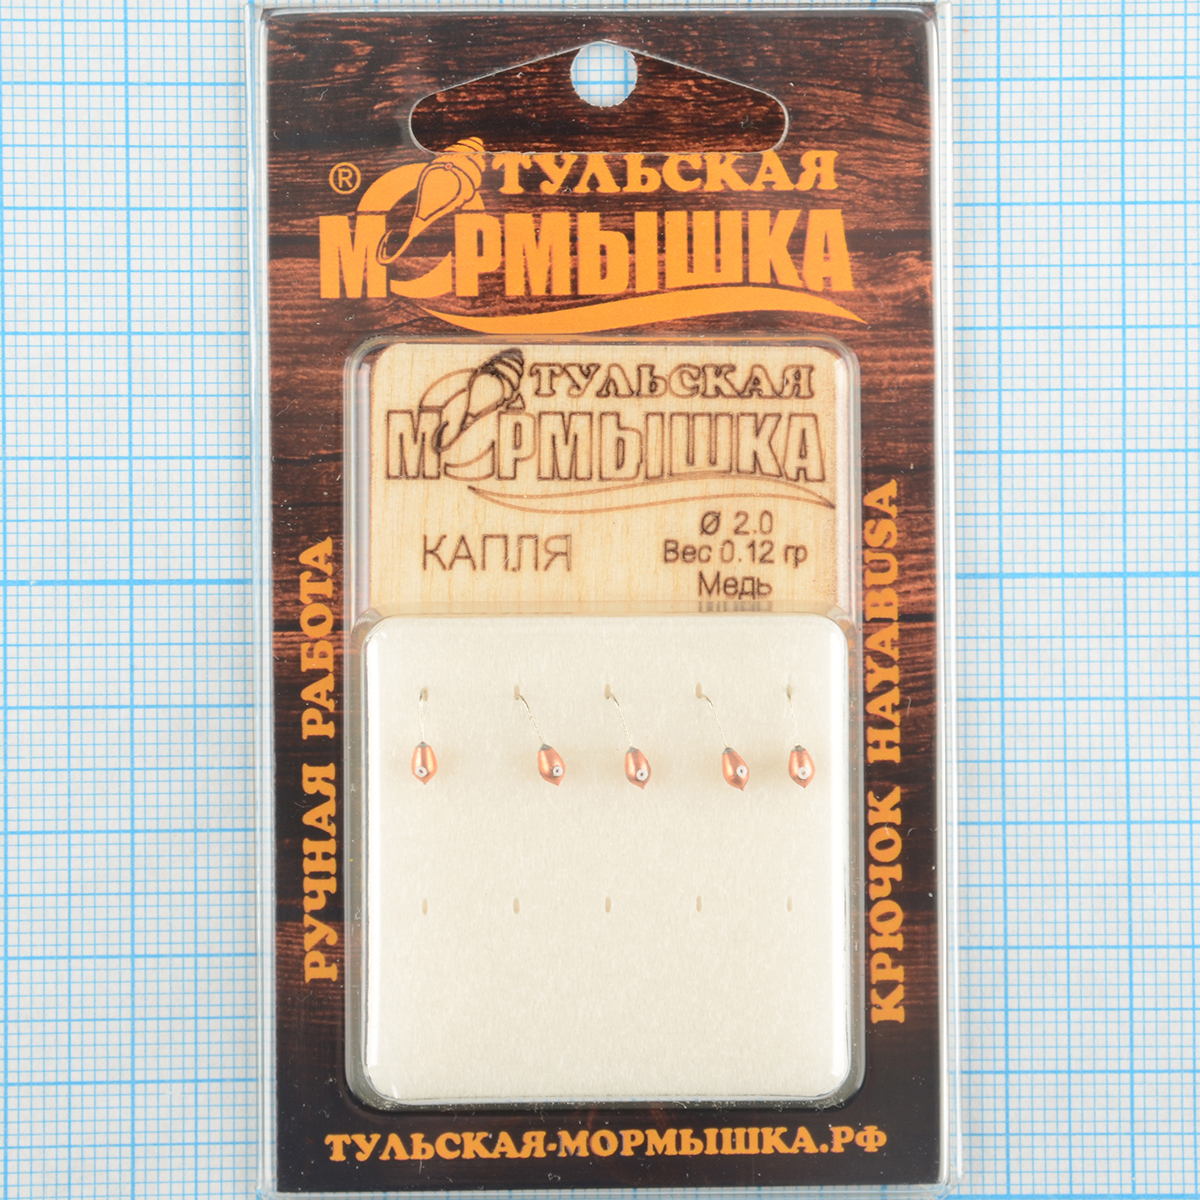 ®
ТУЛЬСКАЯ
МОРМЫШКА
ТУЛЬСКАЯ
МОРМЫШКА
КАПЛЯ
Ø 2.0
Вес 0.12 гр
Медь
РУЧНАЯ РАБОТА
КРЮЧОК HAYABUSA
ТУЛЬСКАЯ-МОРМЫШКА.РФ